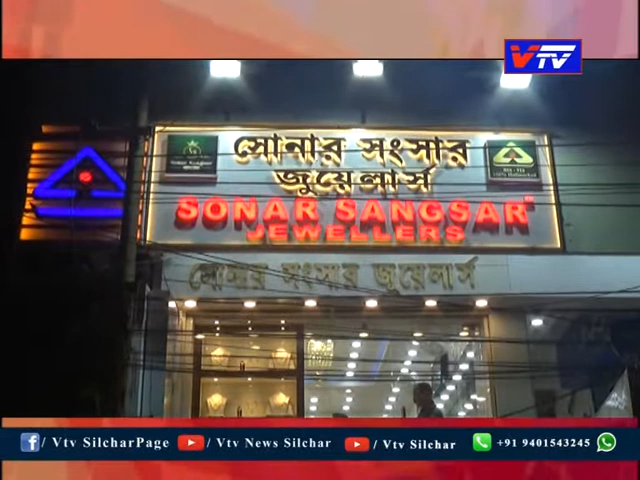 VTV
সোনার সংসার
জুয়েলার্স
SONAR SANGSAR
JEWELLERS
সোনার সংসার জুয়েলার্স
/ Vtv SilcharPage / Vtv News Silchar / Vtv Silchar +91 9401543245